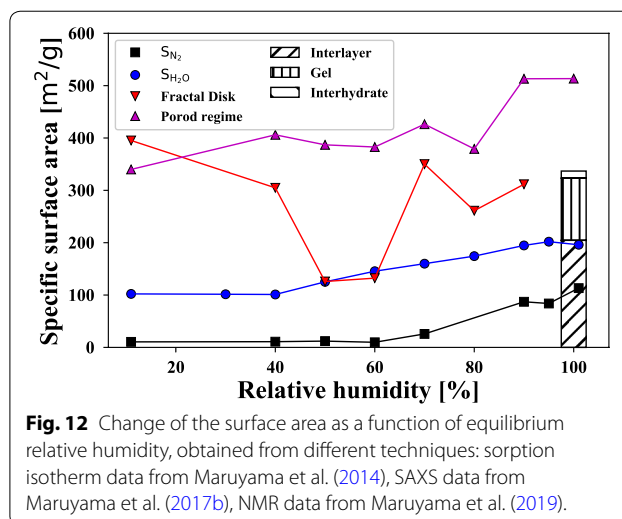 600
500
400
300
200
100
0
Specific surface area [m²/g]
S_N₂
S_H₂O
Fractal Disk
Porod regime
Interlayer
Gel
Interhydrate
20
40
60
80
100
Relative humidity [%]
Fig. 12 Change of the surface area as a function of equilibrium
relative humidity, obtained from different techniques: sorption
isotherm data from Maruyama et al. (2014), SAXS data from
Maruyama et al. (2017b), NMR data from Maruyama et al. (2019).